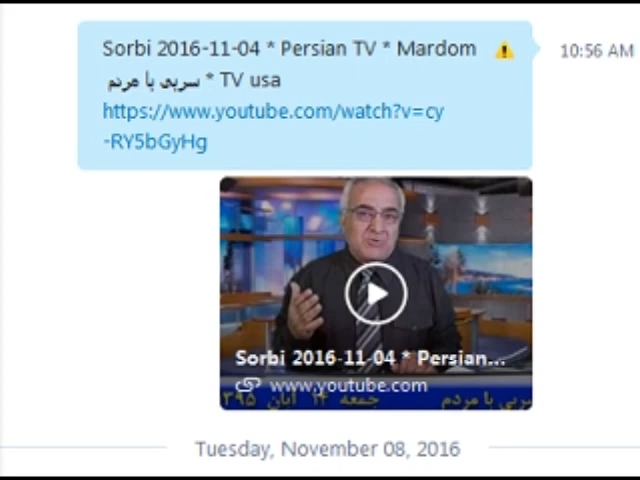 Sorbi 2016-11-04 * Persian TV * Mardom
10:56 AM
سربی با مردم * TV usa
https://www.youtube.com/watch?v=cy
-RY5bGyHg
Sorbi 2016-11-04 * Persian...
www.youtube.com
سربی با مردم جمعه ۱۴ آبان ۱۳۹۵
Tuesday, November 08, 2016